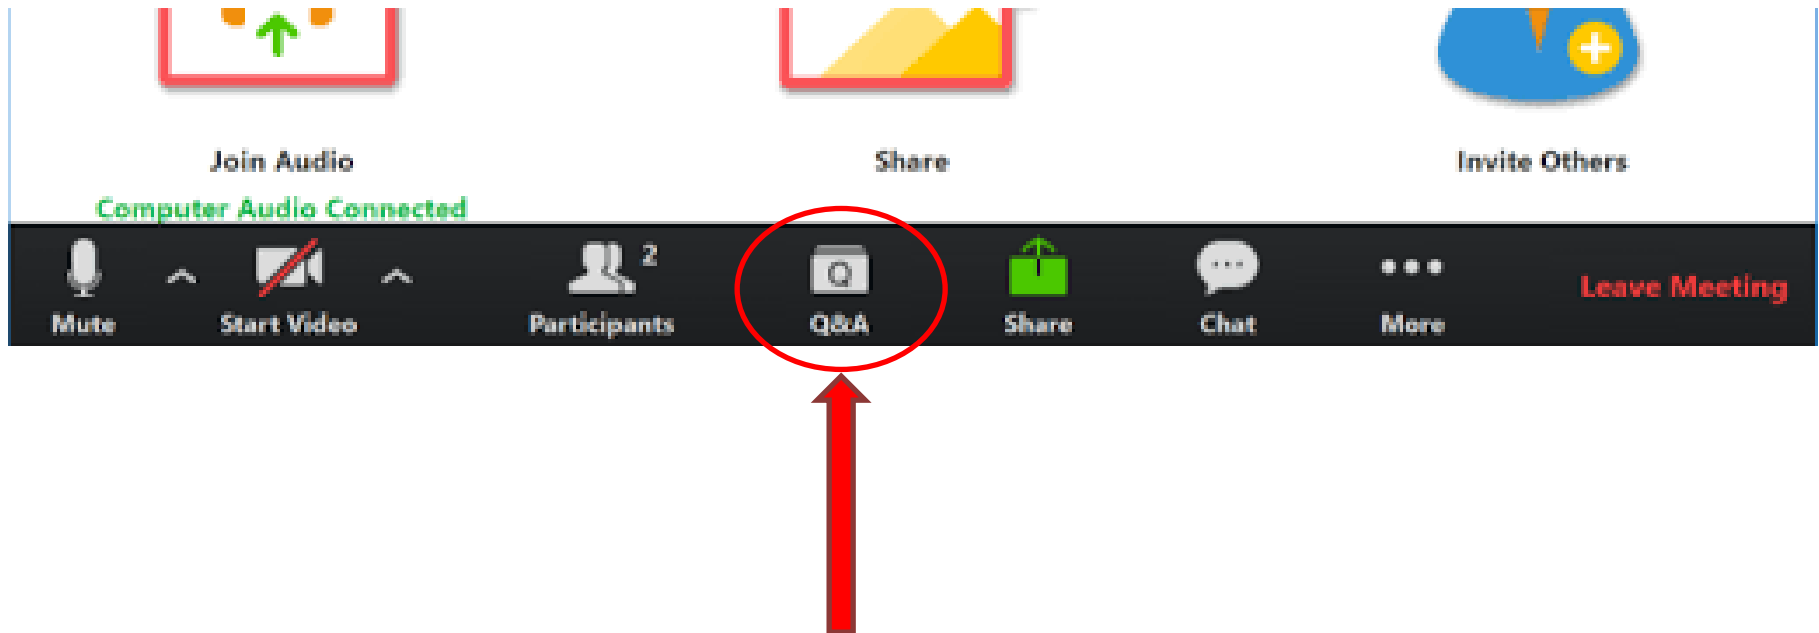 Join Audio
Share
Invite Others
Computer Audio Connected
2
Q
Mute
Start Video
Participants
Q&A
Share
Chat
More
Leave Meeting